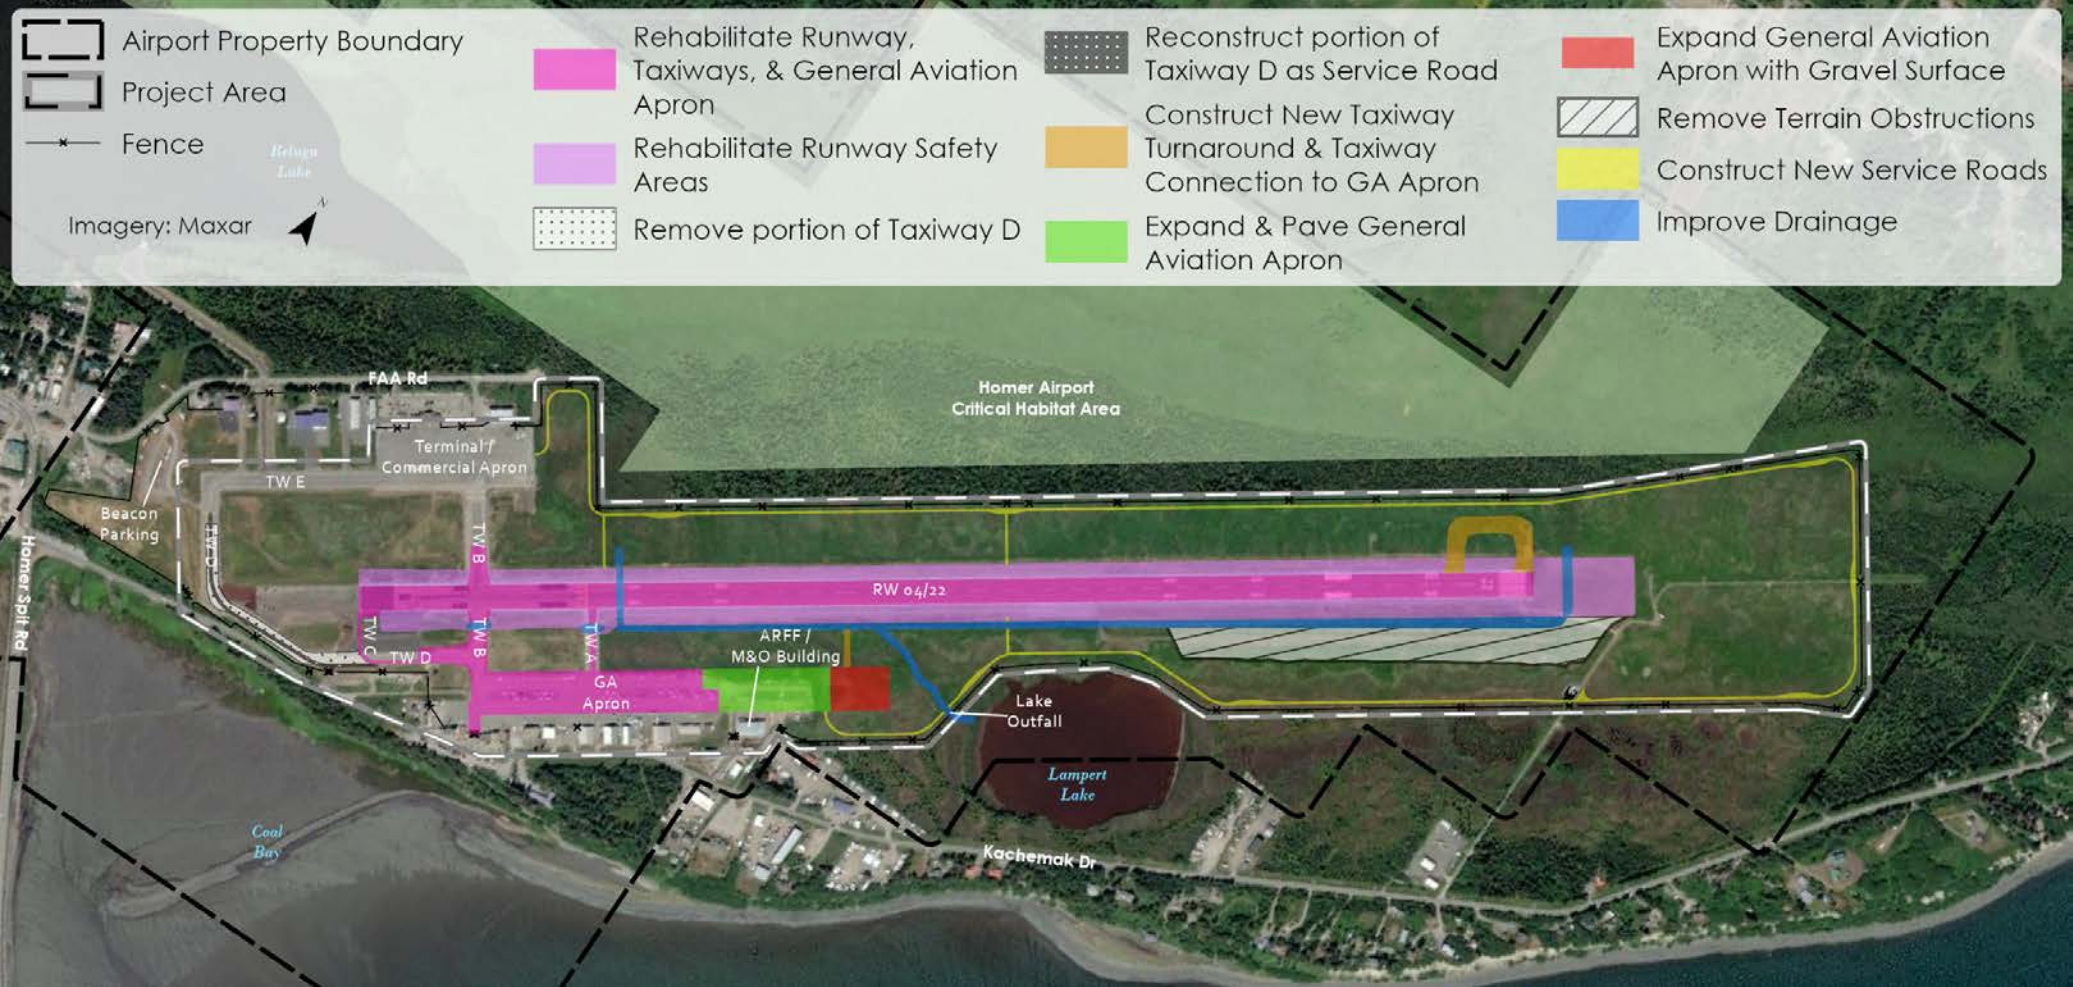 Airport Property Boundary
Project Area
Fence
Beluga
Lake
Imagery: Maxar
N
Rehabilitate Runway,
Taxiways, & General Aviation
Apron
Rehabilitate Runway Safety
Areas
Remove portion of Taxiway D
Reconstruct portion of
Taxiway D as Service Road
Construct New Taxiway
Turnaround & Taxiway
Connection to GA Apron
Expand & Pave General
Aviation Apron
Expand General Aviation
Apron with Gravel Surface
Remove Terrain Obstructions
Construct New Service Roads
Improve Drainage
FAA Rd
Homer Airport
Critical Habitat Area
Terminal /
Commercial Apron
TW E
Beacon
Parking
TW D
TW B
Homer Spit Rd
RW 04/22
TW C
TW B
TW A
TW D
ARFF /
M&O Building
GA
Apron
Lake
Outfall
Lampert
Lake
Coal
Bay
Kachemak Dr